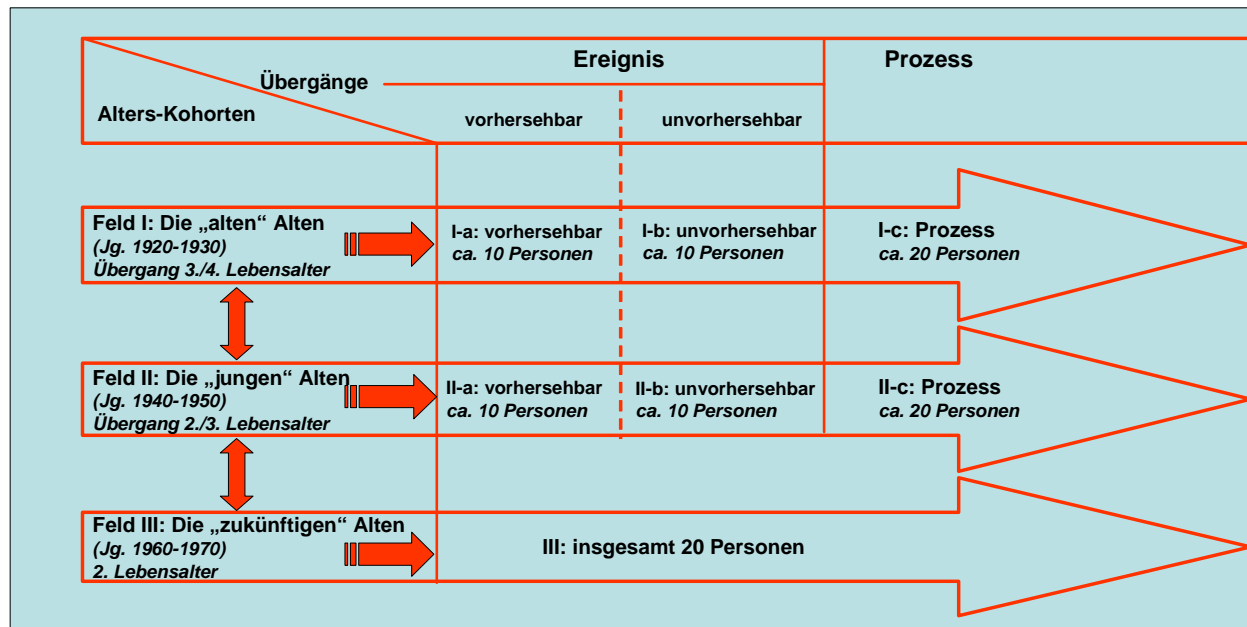 Ereignis
Prozess
Übergänge
Alters-Kohorten
vorhersehbar
unvorhersehbar
Feld I: Die „alten“ Alten
(Jg. 1920-1930)
Übergang 3./4. Lebensalter
I-a: vorhersehbar
ca. 10 Personen
I-b: unvorhersehbar
ca. 10 Personen
I-c: Prozess
ca. 20 Personen
Feld II: Die „jungen“ Alten
(Jg. 1940-1950)
Übergang 2./3. Lebensalter
II-a: vorhersehbar
ca. 10 Personen
II-b: unvorhersehbar
ca. 10 Personen
II-c: Prozess
ca. 20 Personen
Feld III: Die „zukünftigen“ Alten
(Jg. 1960-1970)
2. Lebensalter
III: insgesamt 20 Personen